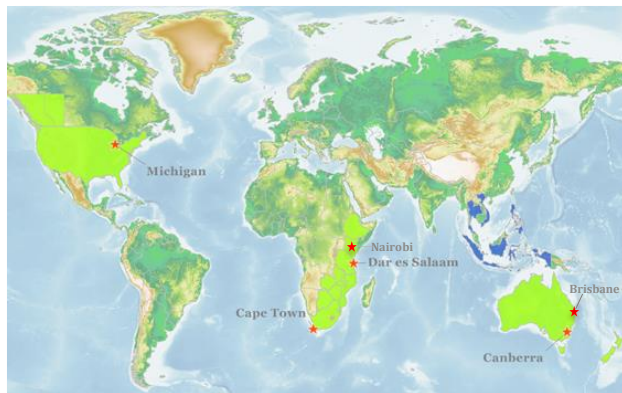 Michigan
Nairobi
Dar es Salaam
Brisbane
Cape Town
Canberra